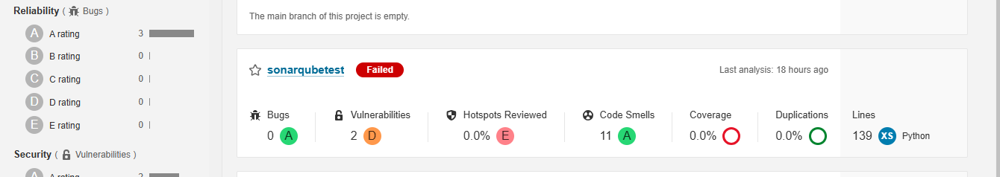 Reliability ( Bugs )
A A rating 3
B B rating 0
C C rating 0
D D rating 0
E E rating 0
Security ( Vulnerabilities )
A A rating 2
The main branch of this project is empty.
sonarqubetest Failed Last analysis: 18 hours ago
Bugs Vulnerabilities Hotspots Reviewed Code Smells Coverage Duplications Lines
0 A 2 D 0.0% E 11 A 0.0% 0.0% 139 XS Python